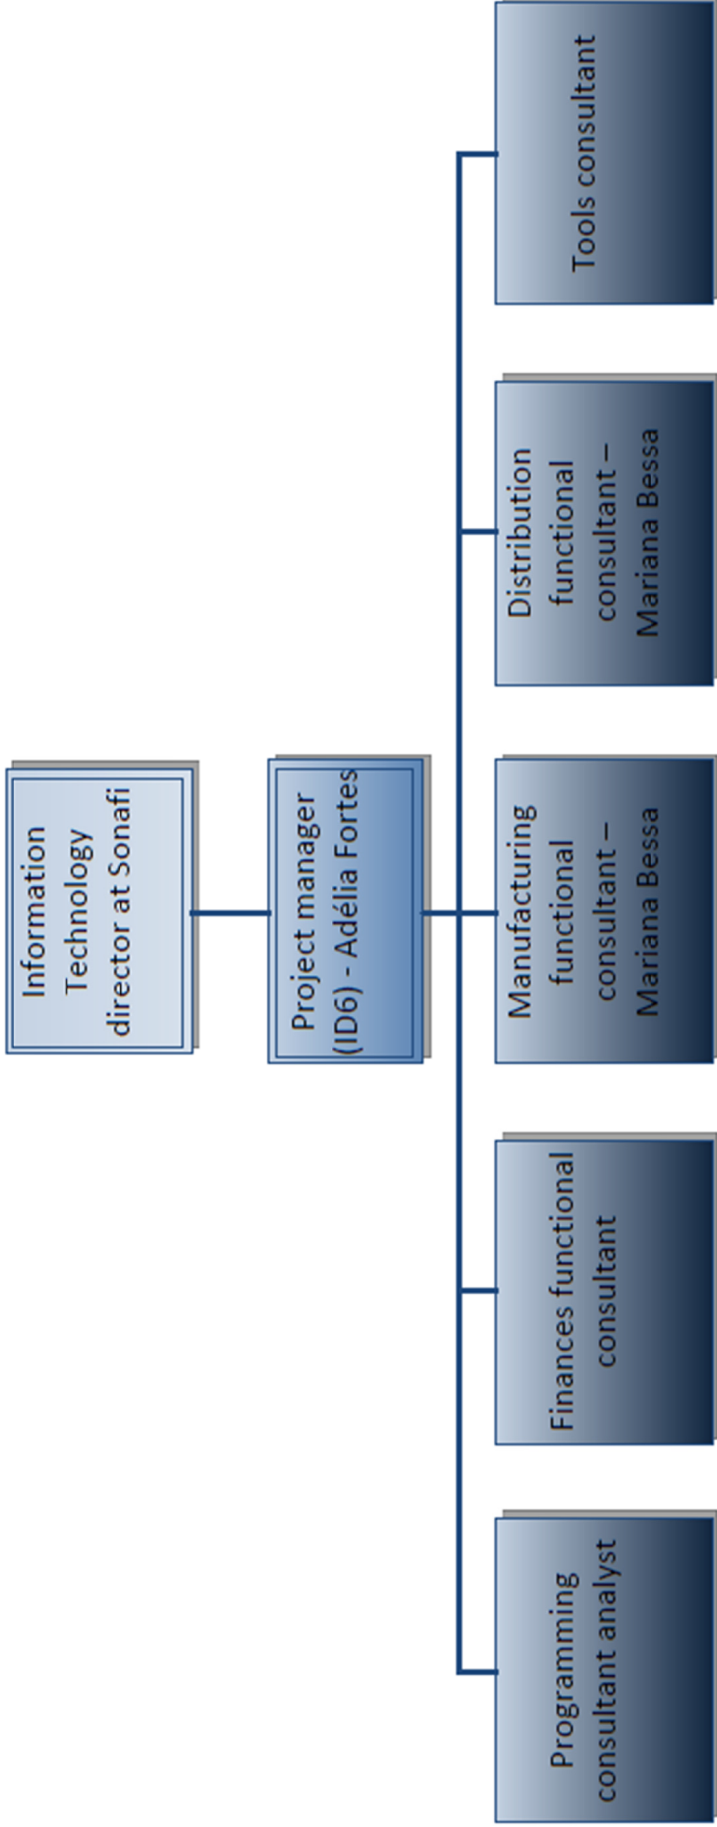 Information
Technology
director at Sonafi
Project manager
(ID6) - Adélia Fortes
Programming
consultant analyst
Finances functional
consultant
Manufacturing
functional
consultant –
Mariana Bessa
Distribution
functional
consultant –
Mariana Bessa
Tools consultant